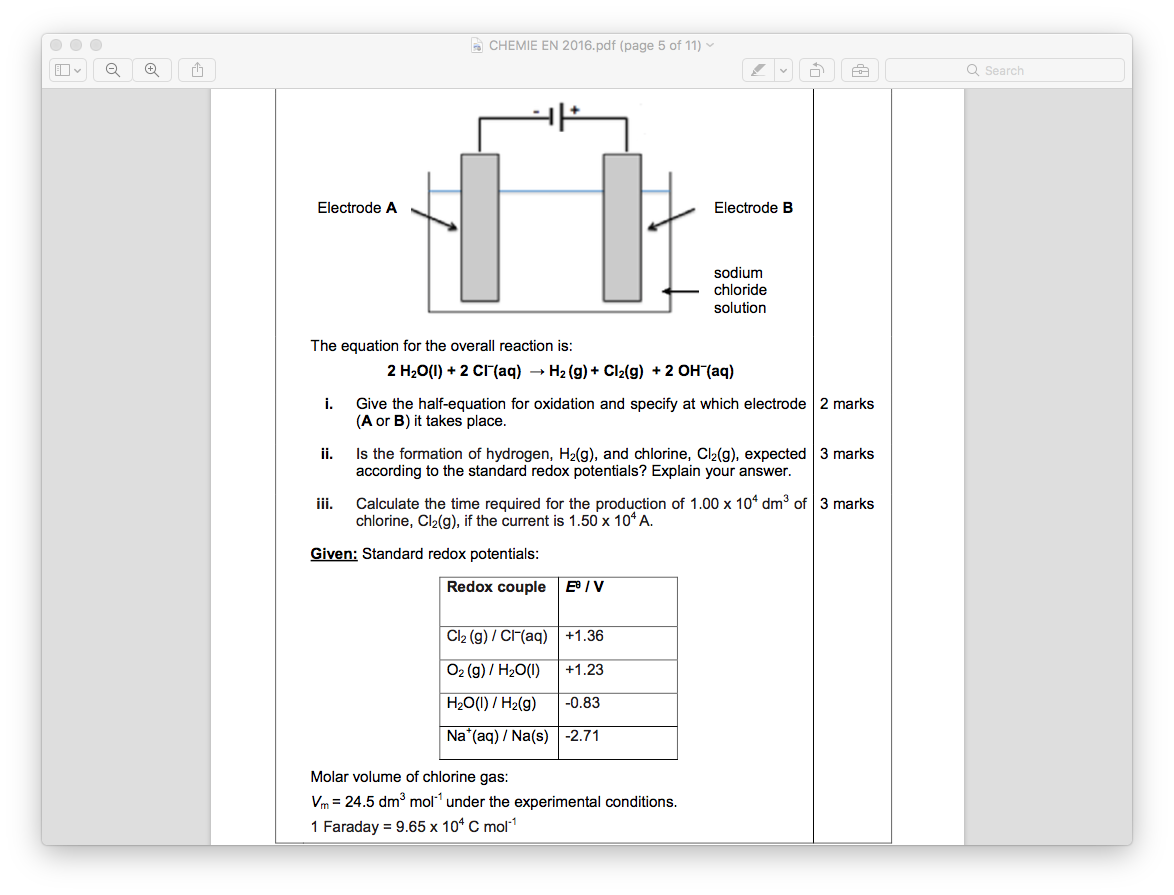 CHEMIE EN 2016.pdf (page 5 of 11)
Search
- +
Electrode A
Electrode B
sodium
chloride
solution
The equation for the overall reaction is:
2 H₂O(l) + 2 Cl⁻(aq) → H₂ (g) + Cl₂(g) + 2 OH⁻(aq)
i. Give the half-equation for oxidation and specify at which electrode 2 marks
(A or B) it takes place.
ii. Is the formation of hydrogen, H₂(g), and chlorine, Cl₂(g), expected 3 marks
according to the standard redox potentials? Explain your answer.
iii. Calculate the time required for the production of 1.00 x 10⁴ dm³ of 3 marks
chlorine, Cl₂(g), if the current is 1.50 x 10⁴ A.
Given: Standard redox potentials:
Redox couple E⁰ / V
Cl₂ (g) / Cl⁻(aq) +1.36
O₂ (g) / H₂O(l) +1.23
H₂O(l) / H₂(g) -0.83
Na⁺(aq) / Na(s) -2.71
Molar volume of chlorine gas:
Vₘ = 24.5 dm³ mol⁻¹ under the experimental conditions.
1 Faraday = 9.65 x 10⁴ C mol⁻¹